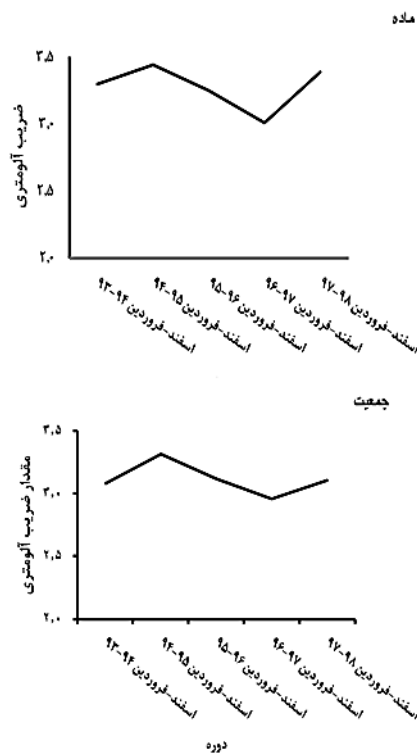 ماده
ضریب آلومتری
۳٫۵
۳٫۰
۲٫۵
۲٫۰
اسفند-فروردین ۹۴-۹۳
اسفند-فروردین ۹۵-۹۴
اسفند-فروردین ۹۶-۹۵
اسفند-فروردین ۹۷-۹۶
اسفند-فروردین ۹۸-۹۷
جمعیت
مقدار ضریب آلومتری
۳٫۵
۳٫۰
۲٫۵
۲٫۰
اسفند-فروردین ۹۴-۹۳
اسفند-فروردین ۹۵-۹۴
اسفند-فروردین ۹۶-۹۵
اسفند-فروردین ۹۷-۹۶
اسفند-فروردین ۹۸-۹۷
دوره